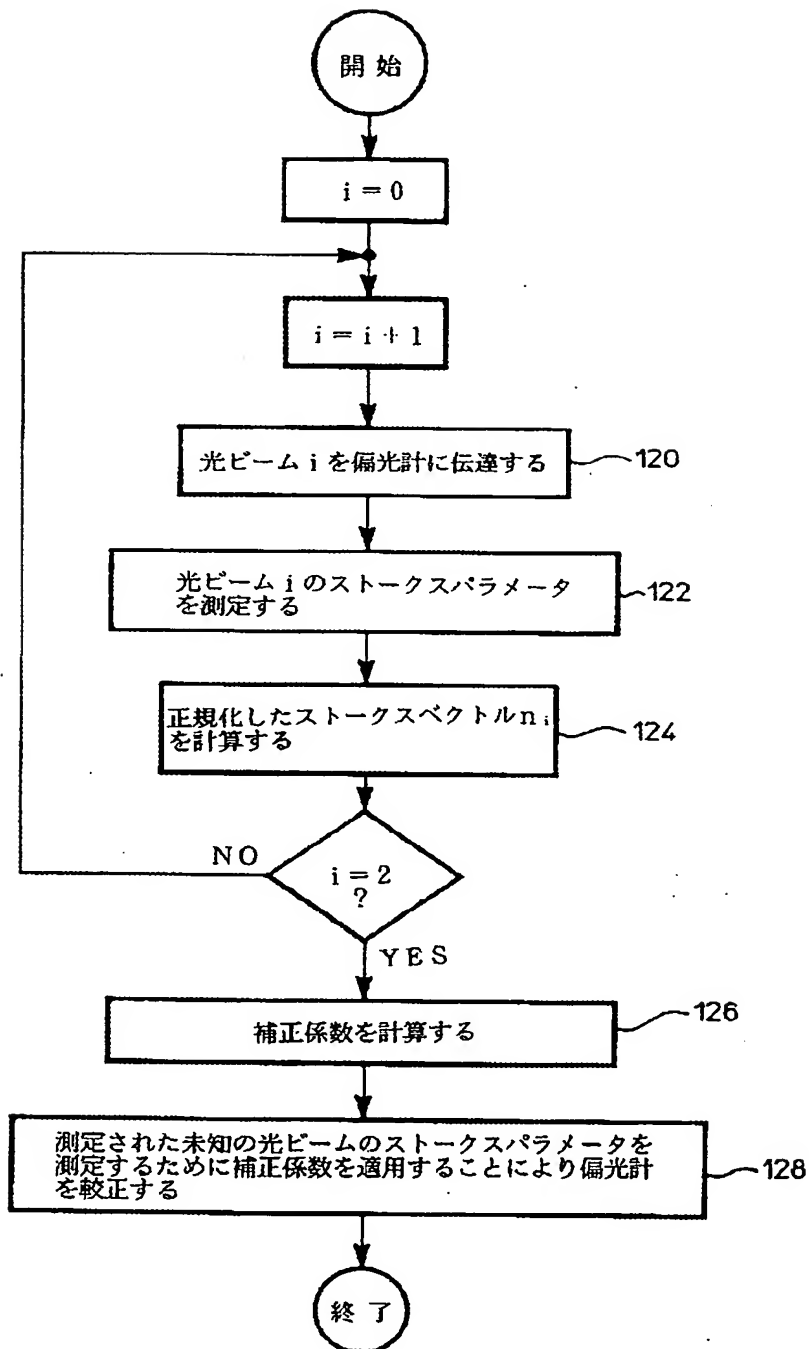 開始
i = 0
i = i + 1
光ビーム i を偏光計に伝達する
120
光ビーム i のストークスパラメータ
を測定する
122
正規化したストークスベクトルn i
を計算する
124
NO
i = 2
?
YES
補正係数を計算する
126
測定された未知の光ビームのストークスパラメータを
測定するために補正係数を適用することにより偏光計
を較正する
128
終了